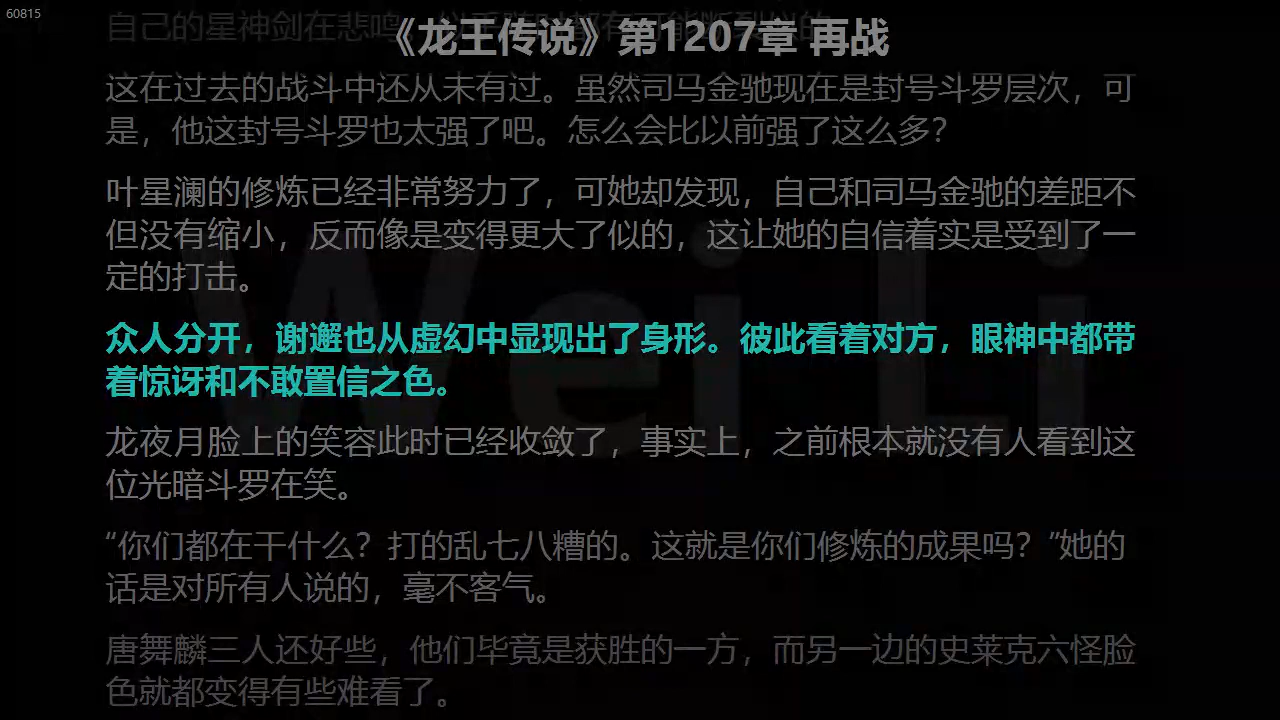 60815
自己的星神剑在悲鸣
《龙王传说》第1207章 再战
这在过去的战斗中还从未有过。虽然司马金驰现在是封号斗罗层次，可
是，他这封号斗罗也太强了吧。怎么会比以前强了这么多？
叶星澜的修炼已经非常努力了，可她却发现，自己和司马金驰的差距不
但没有缩小，反而像是变得更大了似的，这让她的自信着实是受到了一
定的打击。
众人分开，谢邂也从虚幻中显现出了身形。彼此看着对方，眼神中都带
着惊讶和不敢置信之色。
龙夜月脸上的笑容此时已经收敛了，事实上，之前根本就没有人看到这
位光暗斗罗在笑。
“你们都在干什么？打的乱七八糟的。这就是你们修炼的成果吗？”她的
话是对所有人说的，毫不客气。
唐舞麟三人还好些，他们毕竟是获胜的一方，而另一边的史莱克六怪脸
色就都变得有些难看了。
Wei Li